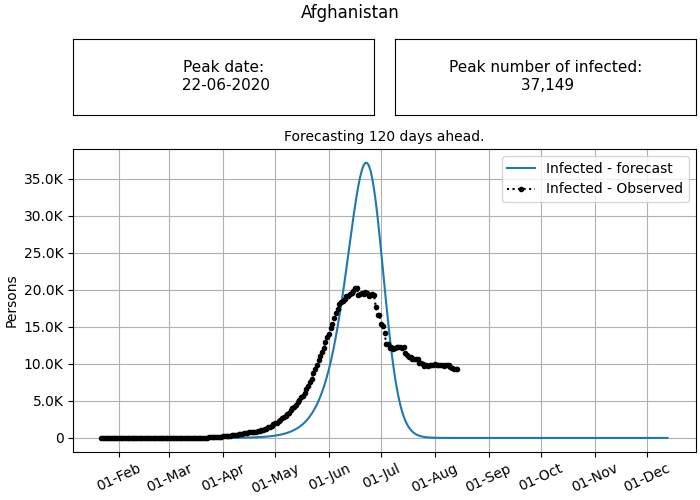 Afghanistan
Peak date:
22-06-2020
Peak number of infected:
37,149
Forecasting 120 days ahead.
Infected - forecast
Infected - Observed
35.0K
30.0K
25.0K
20.0K
15.0K
10.0K
5.0K
0
Persons
01-Feb
01-Mar
01-Apr
01-May
01-Jun
01-Jul
01-Aug
01-Sep
01-Oct
01-Nov
01-Dec